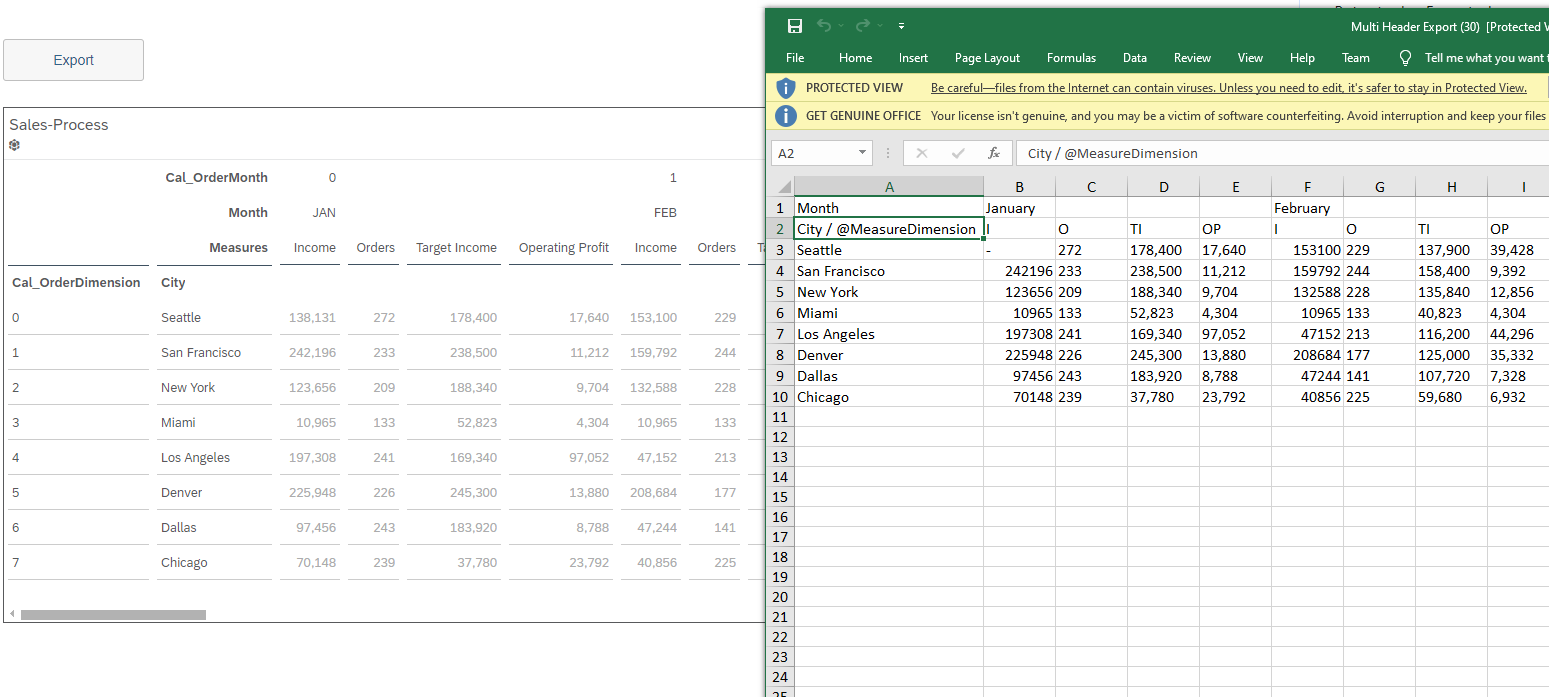 Export
Sales-Process
Cal_OrderMonth 0 1
Month JAN FEB
Measures Income Orders Target Income Operating Profit Income Orders
Cal_OrderDimension City
0 Seattle 138,131 272 178,400 17,640 153,100 229
1 San Francisco 242,196 233 238,500 11,212 159,792 244
2 New York 123,656 209 188,340 9,704 132,588 228
3 Miami 10,965 133 52,823 4,304 10,965 133
4 Los Angeles 197,308 241 169,340 97,052 47,152 213
5 Denver 225,948 226 245,300 13,880 208,684 177
6 Dallas 97,456 243 183,920 8,788 47,244 141
7 Chicago 70,148 239 37,780 23,792 40,856 225
Multi Header Export (30) [Protected V
File Home Insert Page Layout Formulas Data Review View Help Team Tell me what you want
PROTECTED VIEW Be careful—files from the Internet can contain viruses. Unless you need to edit, it's safer to stay in Protected View.
GET GENUINE OFFICE Your license isn't genuine, and you may be a victim of software counterfeiting. Avoid interruption and keep your files
A2 fx City / @MeasureDimension
A B C D E F G H I
1 Month January February
2 City / @MeasureDimension I O TI OP I O TI OP
3 Seattle - 272 178,400 17,640 153100 229 137,900 39,428
4 San Francisco 242196 233 238,500 11,212 159792 244 158,400 9,392
5 New York 123656 209 188,340 9,704 132588 228 135,840 12,856
6 Miami 10965 133 52,823 4,304 10965 133 40,823 4,304
7 Los Angeles 197308 241 169,340 97,052 47152 213 116,200 44,296
8 Denver 225948 226 245,300 13,880 208684 177 125,000 35,332
9 Dallas 97456 243 183,920 8,788 47244 141 107,720 7,328
10 Chicago 70148 239 37,780 23,792 40856 225 59,680 6,932
11
12
13
14
15
16
17
18
19
20
21
22
23
24
25